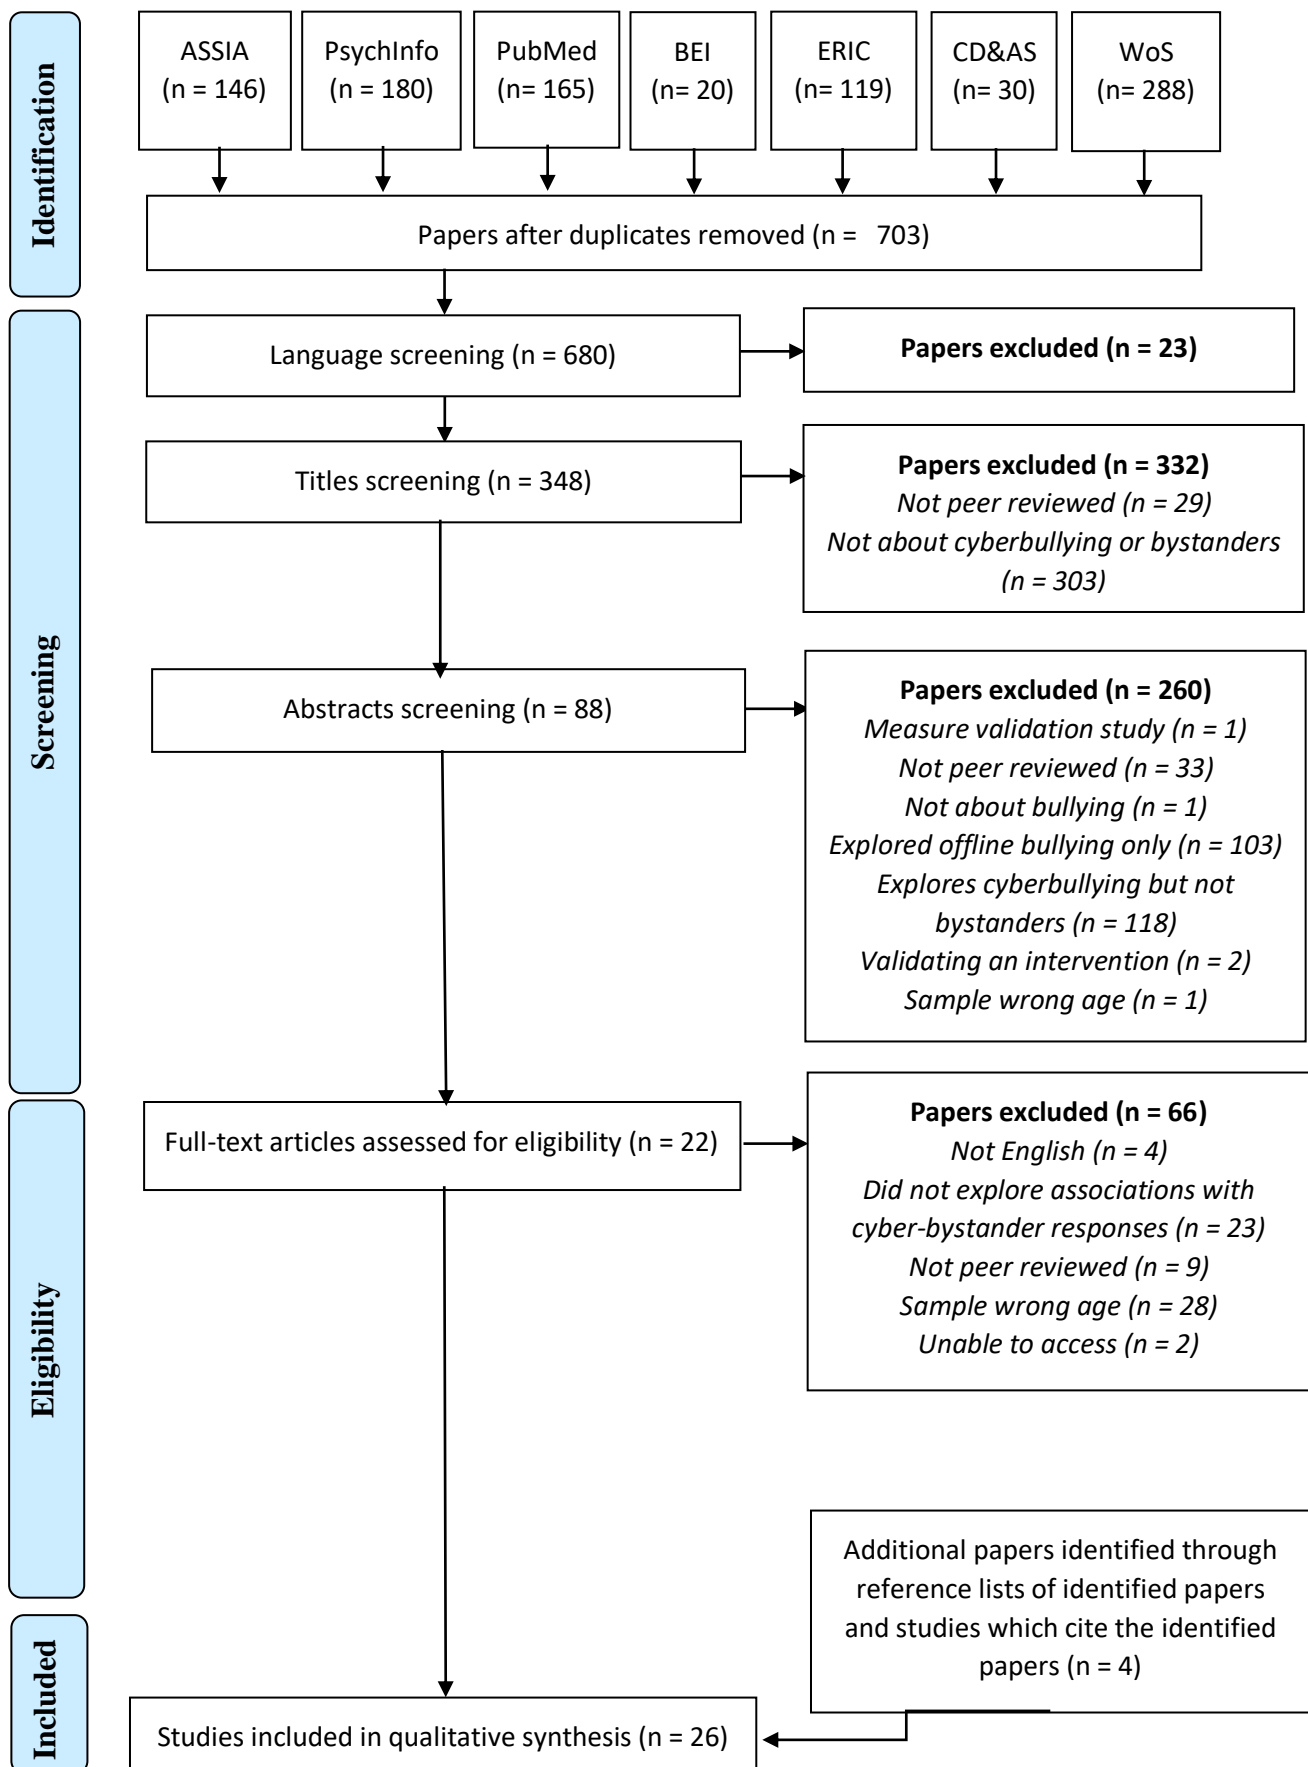 Identification
ASSIA
(n = 146)
PsychInfo
(n = 180)
PubMed
(n= 165)
BEI
(n= 20)
ERIC
(n= 119)
CD&AS
(n= 30)
WoS
(n= 288)
Papers after duplicates removed (n =   703)
Screening
Language screening (n = 680)
Papers excluded (n = 23)
Titles screening (n = 348)
Papers excluded (n = 332)
Not peer reviewed (n = 29)
Not about cyberbullying or bystanders
(n = 303)
Abstracts screening (n = 88)
Papers excluded (n = 260)
Measure validation study (n = 1)
Not peer reviewed (n = 33)
Not about bullying (n = 1)
Explored offline bullying only (n = 103)
Explores cyberbullying but not
bystanders (n = 118)
Validating an intervention (n = 2)
Sample wrong age (n = 1)
Eligibility
Full-text articles assessed for eligibility (n = 22)
Papers excluded (n = 66)
Not English (n = 4)
Did not explore associations with
cyber-bystander responses (n = 23)
Not peer reviewed (n = 9)
Sample wrong age (n = 28)
Unable to access (n = 2)
Additional papers identified through
reference lists of identified papers
and studies which cite the identified
papers (n = 4)
Included
Studies included in qualitative synthesis (n = 26)